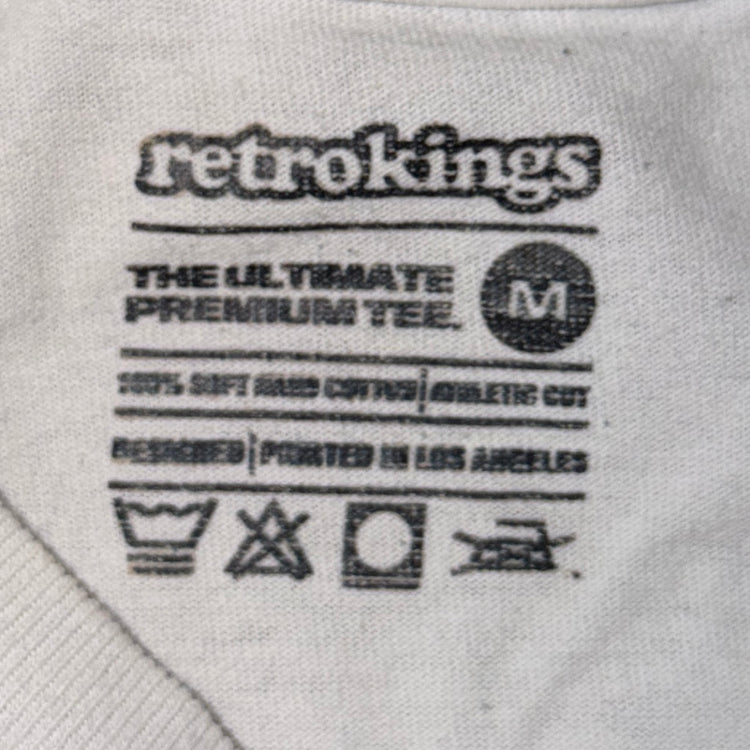 retrokings
THE ULTIMATE
PREMIUM TEE.
M
100% SOFT HAND COTTON | ATHLETIC CUT
DESIGNED | PRINTED IN LOS ANGELES